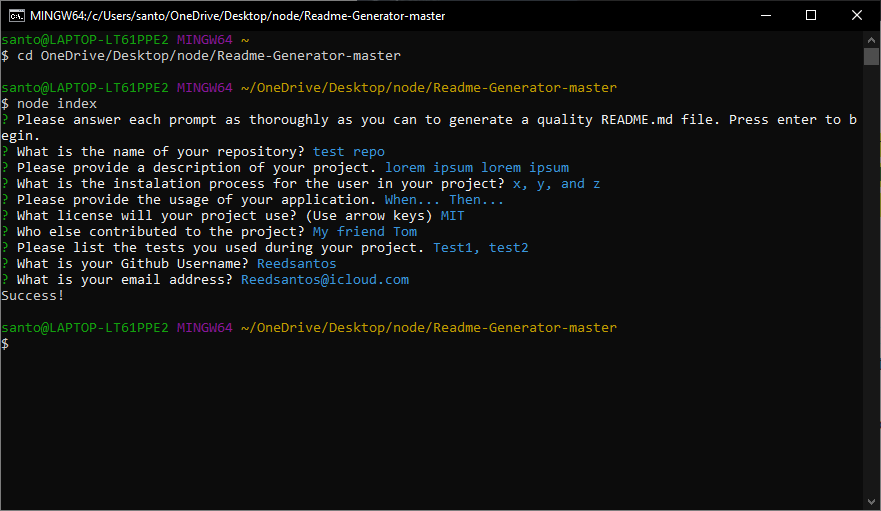 MINGW64:/c/Users/santo/OneDrive/Desktop/node/Readme-Generator-master
santo@LAPTOP-LT61PPE2 MINGW64 ~
$ cd OneDrive/Desktop/node/Readme-Generator-master
santo@LAPTOP-LT61PPE2 MINGW64 ~/OneDrive/Desktop/node/Readme-Generator-master
$ node index
? Please answer each prompt as thoroughly as you can to generate a quality README.md file. Press enter to b
egin.
? What is the name of your repository? test repo
? Please provide a description of your project. lorem ipsum lorem ipsum
? What is the instalation process for the user in your project? x, y, and z
? Please provide the usage of your application. When... Then...
? What license will your project use? (Use arrow keys) MIT
? Who else contributed to the project? My friend Tom
? Please list the tests you used during your project. Test1, test2
? What is your Github Username? Reedsantos
? What is your email address? Reedsantos@icloud.com
Success!
santo@LAPTOP-LT61PPE2 MINGW64 ~/OneDrive/Desktop/node/Readme-Generator-master
$